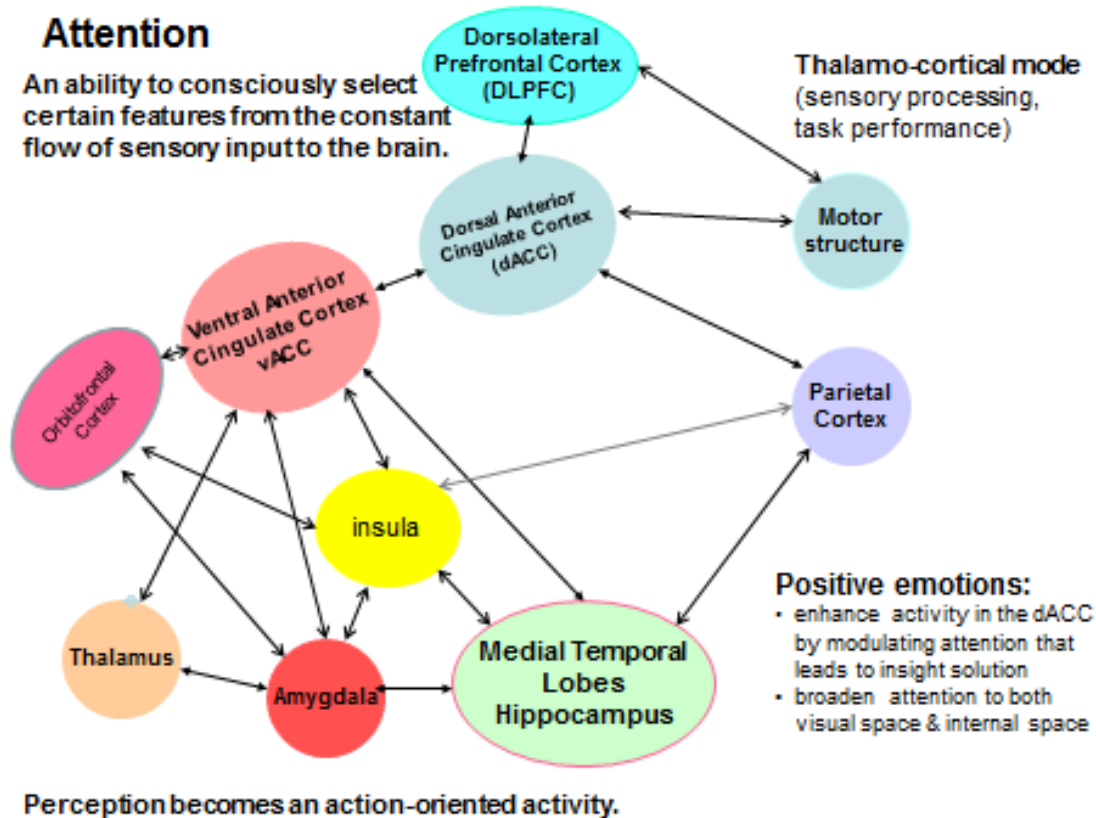 Attention
An ability to consciously select
certain features from the constant
flow of sensory input to the brain.
Dorsolateral
Prefrontal Cortex
(DLPFC)
Thalamo-cortical mode
(sensory processing,
task performance)
Dorsal Anterior
Cingulate Cortex
(dACC)
Motor
structure
Ventral Anterior
Cingulate Cortex
vACC
Orbitofrontal
Cortex
Parietal
Cortex
insula
Thalamus
Amygdala
Medial Temporal
Lobes
Hippocampus
Positive emotions:
• enhance activity in the dACC
by modulating attention that
leads to insight solution
• broaden attention to both
visual space & internal space
Perception becomes an action-oriented activity.